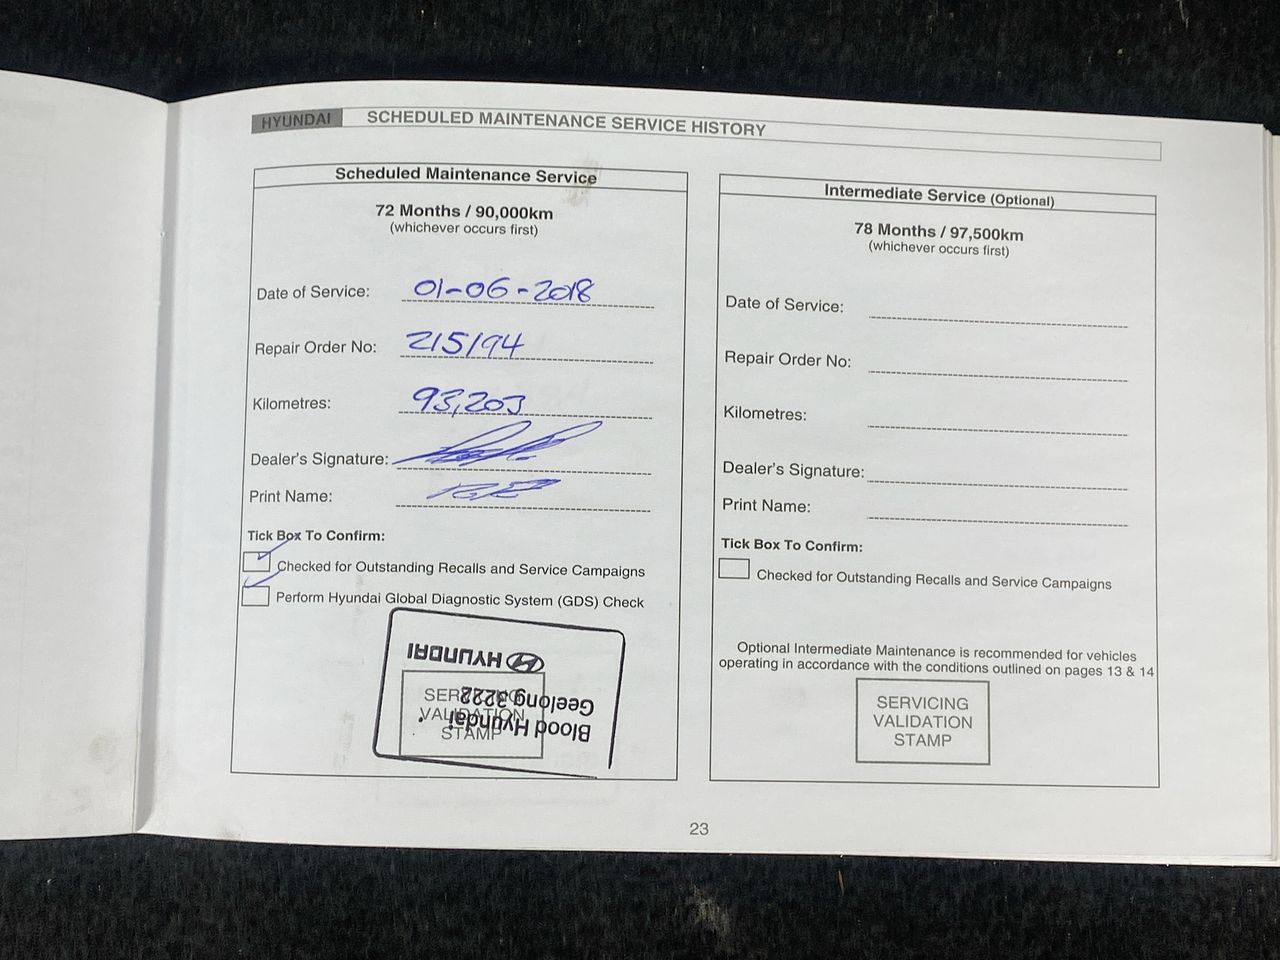 HYUNDAI SCHEDULED MAINTENANCE SERVICE HISTORY
Scheduled Maintenance Service
72 Months / 90,000km
(whichever occurs first)
Date of Service: 01-06-2018
Repair Order No: 215194
Kilometres: 93,203
Dealer's Signature:
Print Name:
Tick Box To Confirm:
Checked for Outstanding Recalls and Service Campaigns
Perform Hyundai Global Diagnostic System (GDS) Check
SERVICING
VALIDATION
STAMP
Blood Hyundai
Geelong 3222
HYUNDAI
Intermediate Service (Optional)
78 Months / 97,500km
(whichever occurs first)
Date of Service:
Repair Order No:
Kilometres:
Dealer's Signature:
Print Name:
Tick Box To Confirm:
Checked for Outstanding Recalls and Service Campaigns
Optional Intermediate Maintenance is recommended for vehicles
operating in accordance with the conditions outlined on pages 13 & 14
SERVICING
VALIDATION
STAMP
23